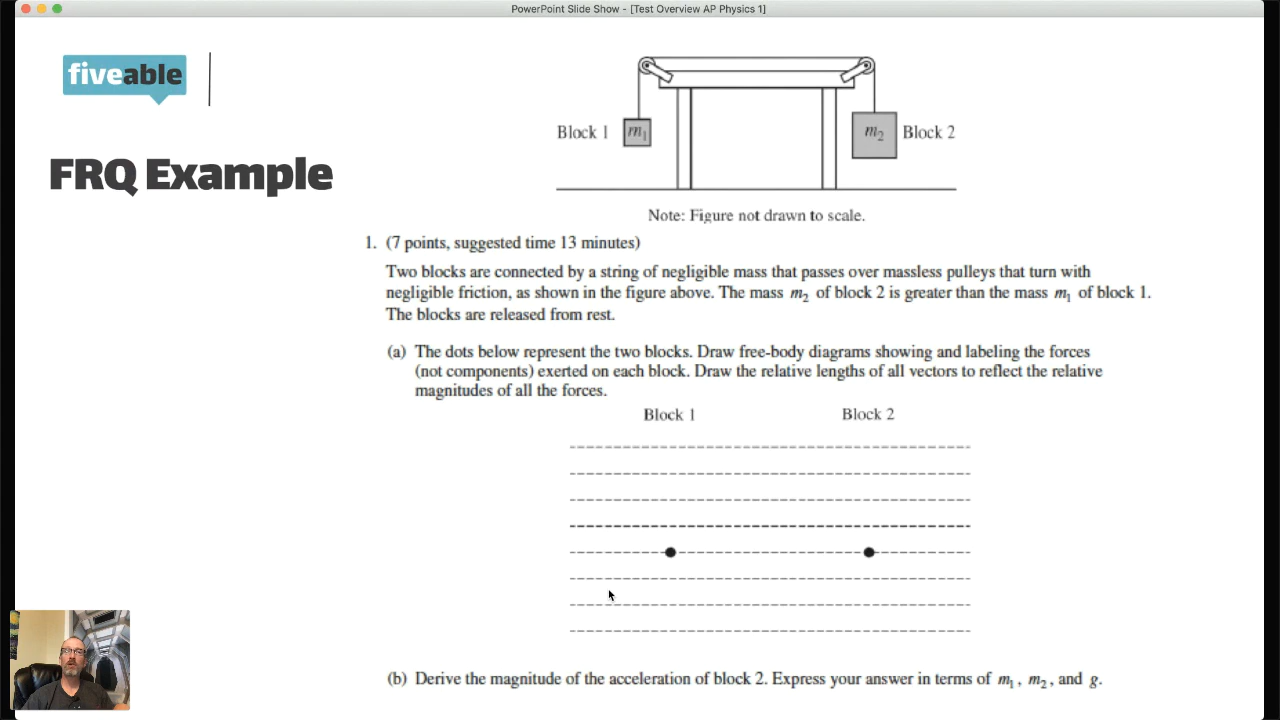 PowerPoint Slide Show - [Test Overview AP Physics 1]
fiveable
FRQ Example
Block 1
m₁
m₂
Block 2
Note: Figure not drawn to scale.
1. (7 points, suggested time 13 minutes)
Two blocks are connected by a string of negligible mass that passes over massless pulleys that turn with
negligible friction, as shown in the figure above. The mass m₂ of block 2 is greater than the mass m₁ of block 1.
The blocks are released from rest.
(a) The dots below represent the two blocks. Draw free-body diagrams showing and labeling the forces
(not components) exerted on each block. Draw the relative lengths of all vectors to reflect the relative
magnitudes of all the forces.
Block 1 Block 2
(b) Derive the magnitude of the acceleration of block 2. Express your answer in terms of m₁, m₂, and g.